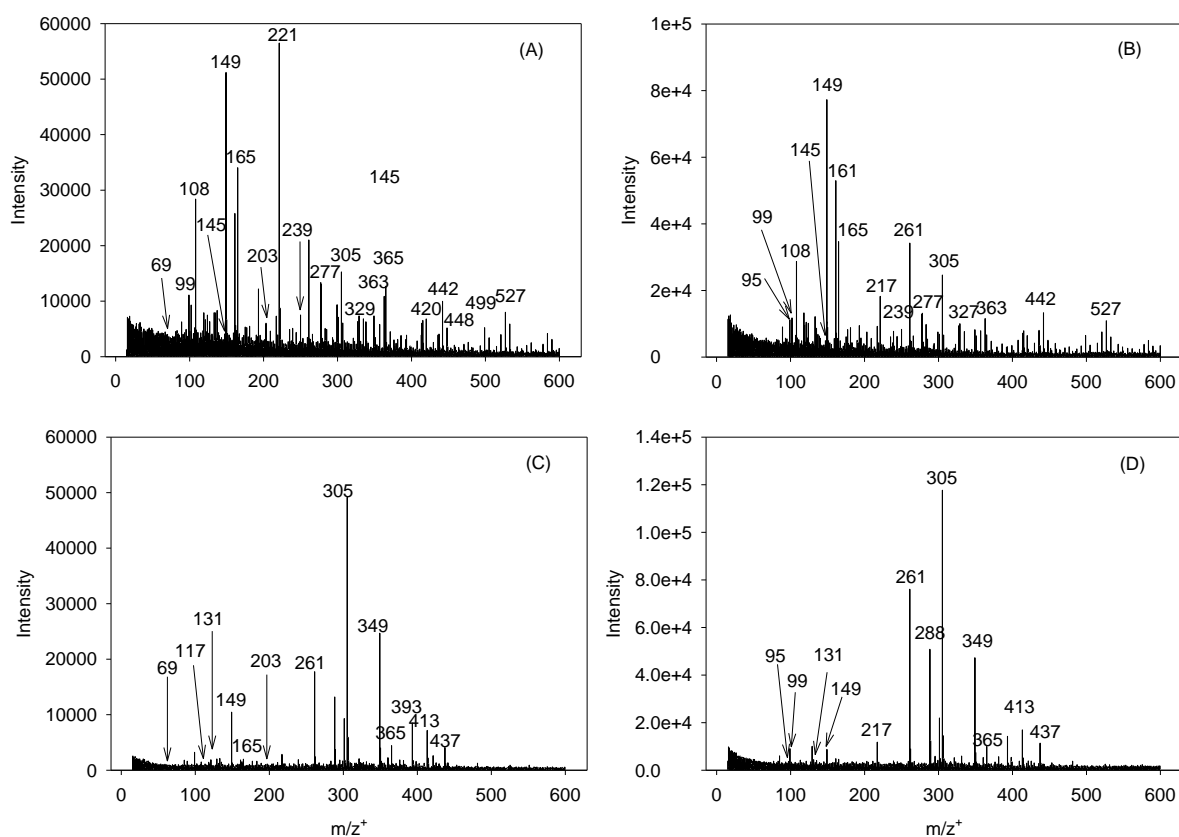 (A)
Intensity
60000
50000
40000
30000
20000
10000
0
221
149
165
108
145
145
239
203
69
99
277
305
365
363
329
442
420
448
499
527
0 100 200 300 400 500 600
(B)
Intensity
1e+5
8e+4
6e+4
4e+4
2e+4
0
149
145
161
99
165
108
261
95
217
305
239
277
327
363
442
527
0 100 200 300 400 500 600
(C)
Intensity
60000
50000
40000
30000
20000
10000
0
305
131
349
117
69
203
261
149
393
413
165
365
437
0 100 200 300 400 500 600
m/z+
(D)
Intensity
1.4e+5
1.2e+5
1.0e+5
8.0e+4
6.0e+4
4.0e+4
2.0e+4
0.0
305
261
288
349
95
99
131
149
217
413
365
437
0 100 200 300 400 500 600
m/z+